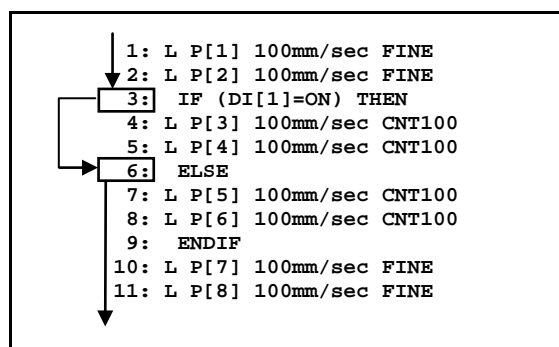 1: L P[1] 100mm/sec FINE
2: L P[2] 100mm/sec FINE
3: IF (DI[1]=ON) THEN
4: L P[3] 100mm/sec CNT100
5: L P[4] 100mm/sec CNT100
6: ELSE
7: L P[5] 100mm/sec CNT100
8: L P[6] 100mm/sec CNT100
9: ENDIF
10: L P[7] 100mm/sec FINE
11: L P[8] 100mm/sec FINE